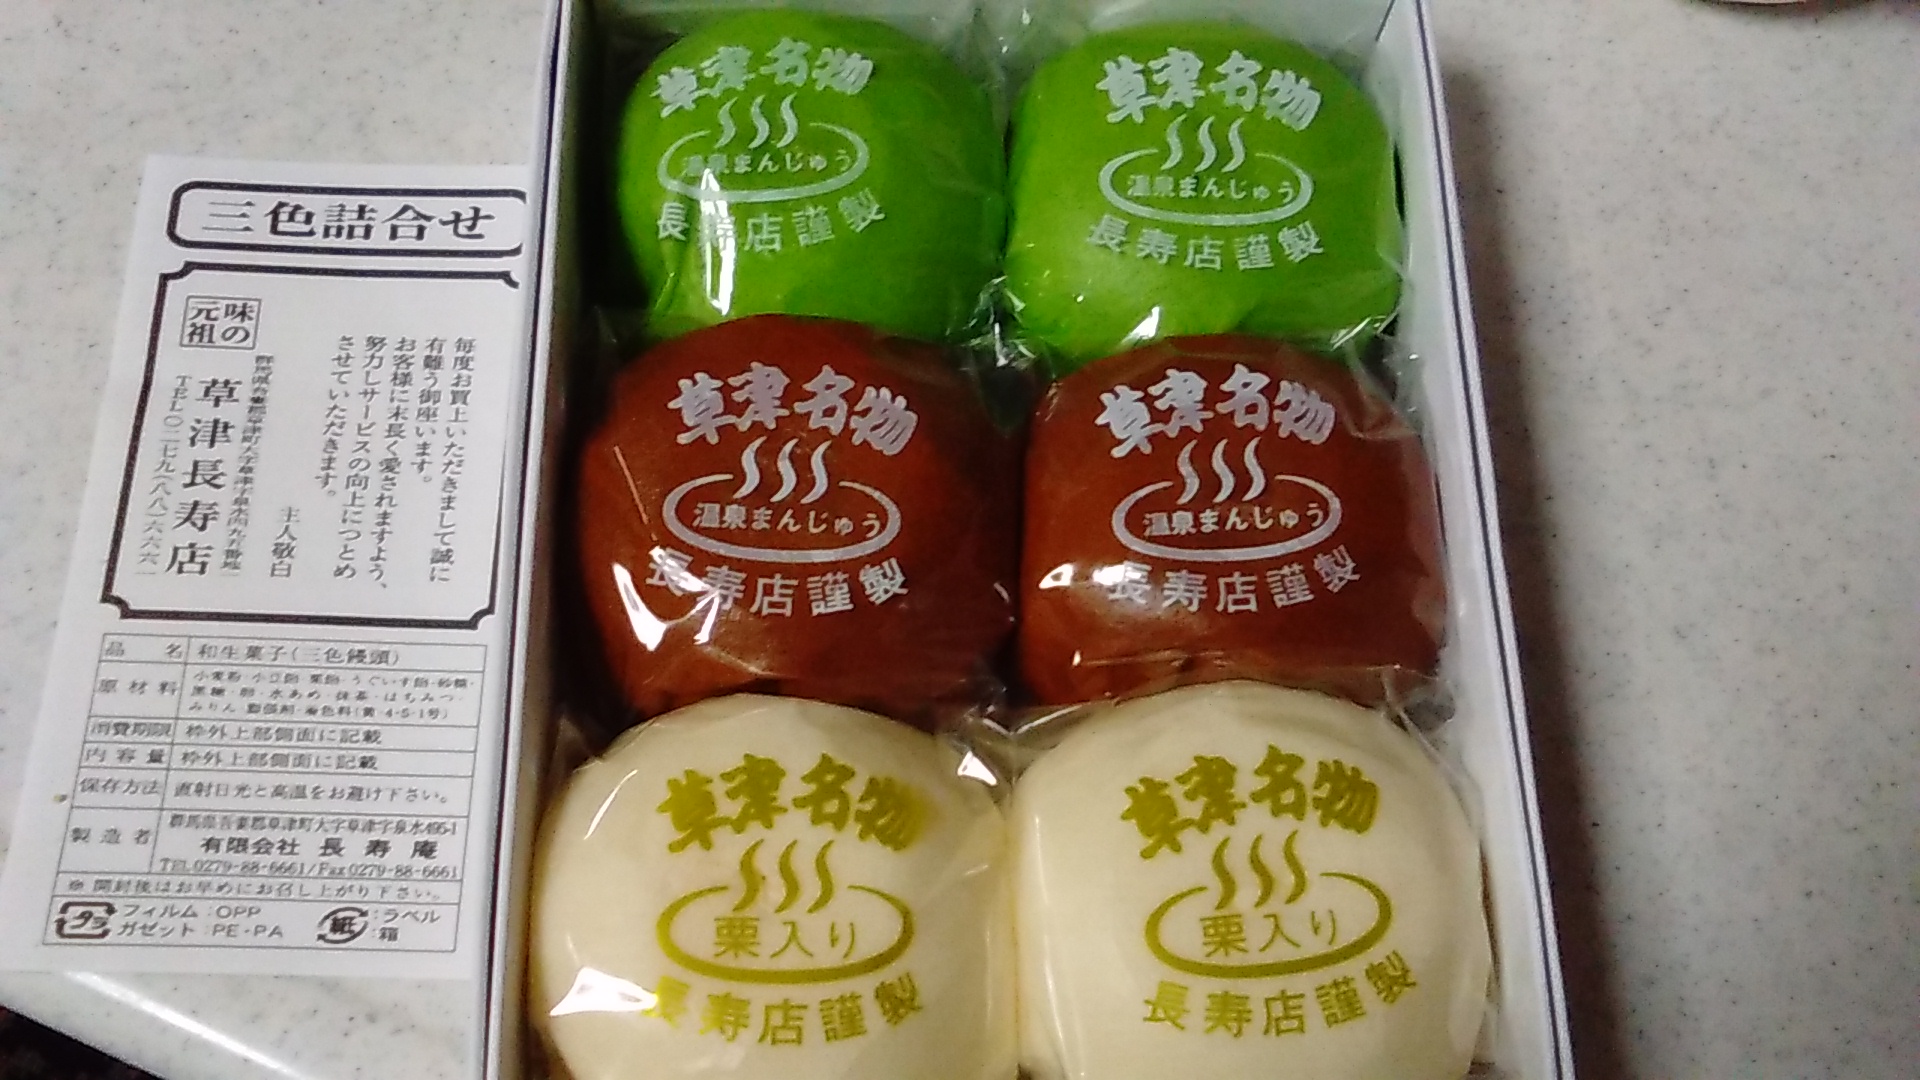 三色詰合せ
味の
元祖
毎度お買上いただきまして誠に
有難う御座います。
お客様に末長く愛されますよう、
努力しサービスの向上につとめ
させていただきます。
主人敬白
群馬県吾妻郡草津町大字草津字泉水四九五番地一
草津長寿店
TEL〇二七九(八八)六六六一
品名 和生菓子(三色饅頭)
原材料 小麦粉・小豆餡・栗餡・うぐいす餡・砂糖・
黒糖・卵・水あめ・抹茶・はちみつ・
みりん・膨張剤・着色料(黄4・5・1号)
消費期限 枠外上部側面に記載
内容量 枠外上部側面に記載
保存方法 直射日光と高温をお避け下さい。
製造者 群馬県吾妻郡草津町大字草津字泉水495-1
有限会社 長寿庵
TEL.0279-88-6661/Fax0279-88-6661
※開封後はお早めにお召し上がり下さい。
プラ フィルム:OPP
ガゼット:PE・PA
紙 :ラベル
:箱
草津名物
温泉まんじゅう
長寿店謹製
草津名物
温泉まんじゅう
長寿店謹製
草津名物
温泉まんじゅう
長寿店謹製
草津名物
温泉まんじゅう
長寿店謹製
草津名物
栗入り
長寿店謹製
草津名物
栗入り
長寿店謹製